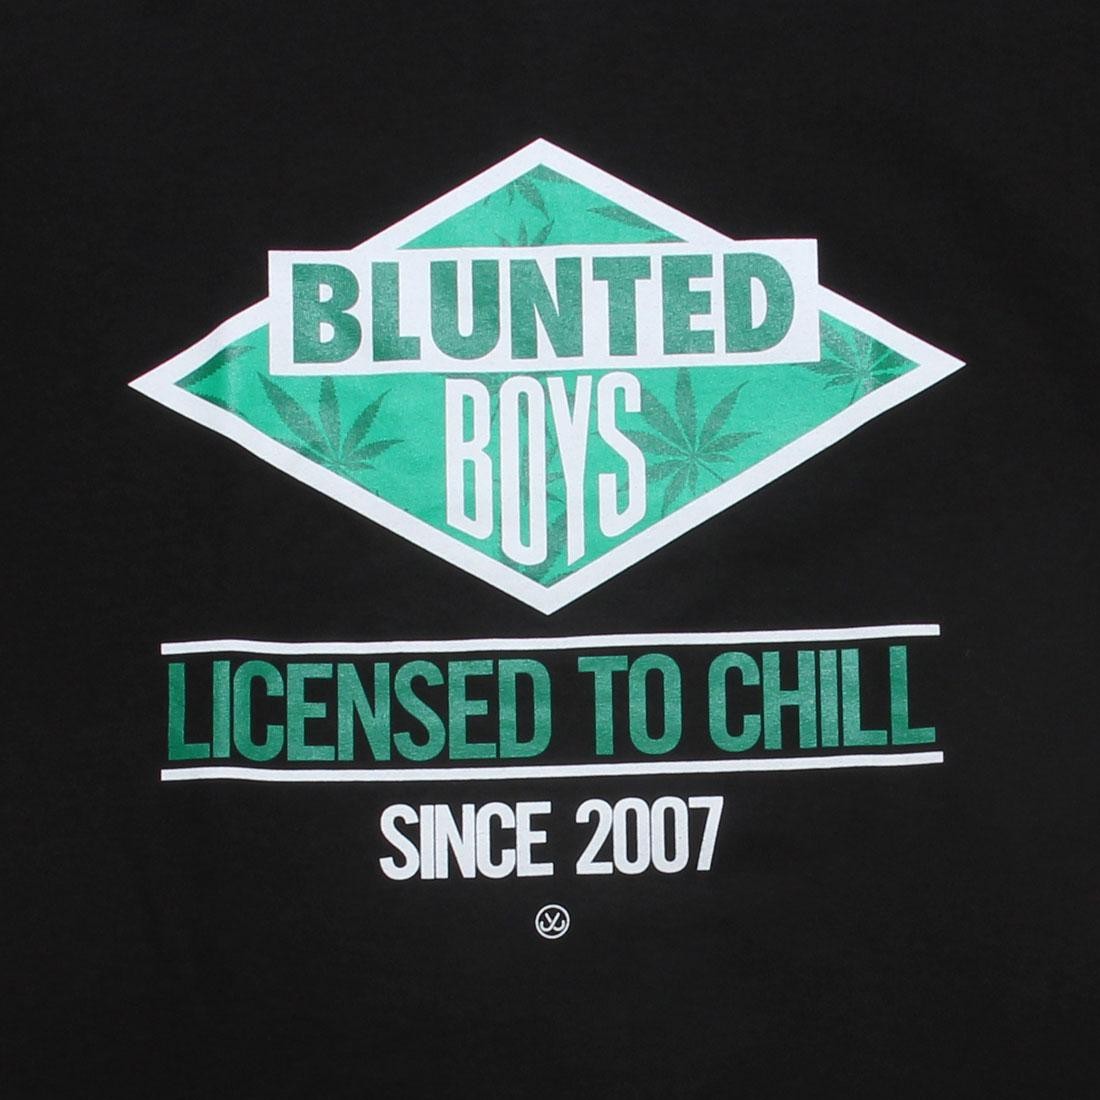 BLUNTED
BOYS
LICENSED TO CHILL
SINCE 2007